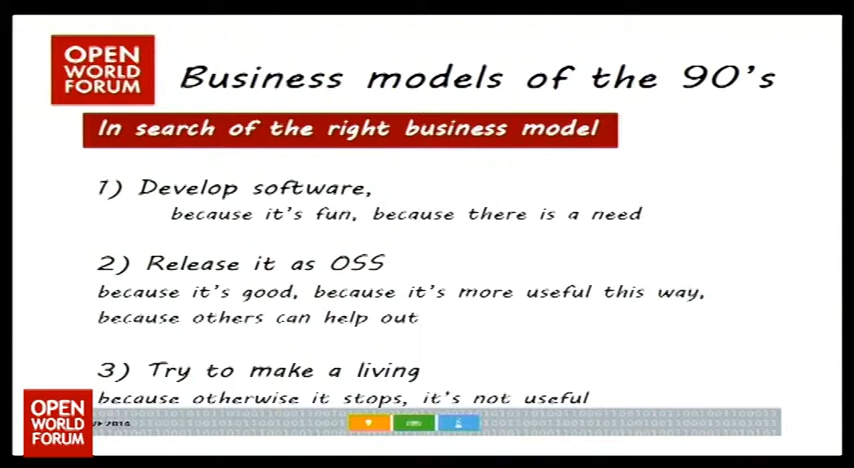 OPEN
WORLD
FORUM
Business models of the 90's
In search of the right business model
1) Develop software,
because it's fun, because there is a need
2) Release it as OSS
because it's good, because it's more useful this way,
because others can help out
3) Try to make a living
because otherwise it stops, it's not useful
OPEN
WORLD
FORUM
2014